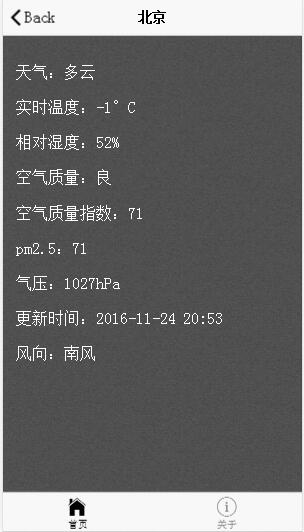 Back
北京
天气：多云
实时温度：-1° C
相对湿度：52%
空气质量：良
空气质量指数：71
pm2.5：71
气压：1027hPa
更新时间：2016-11-24 20:53
风向：南风
首页
关于